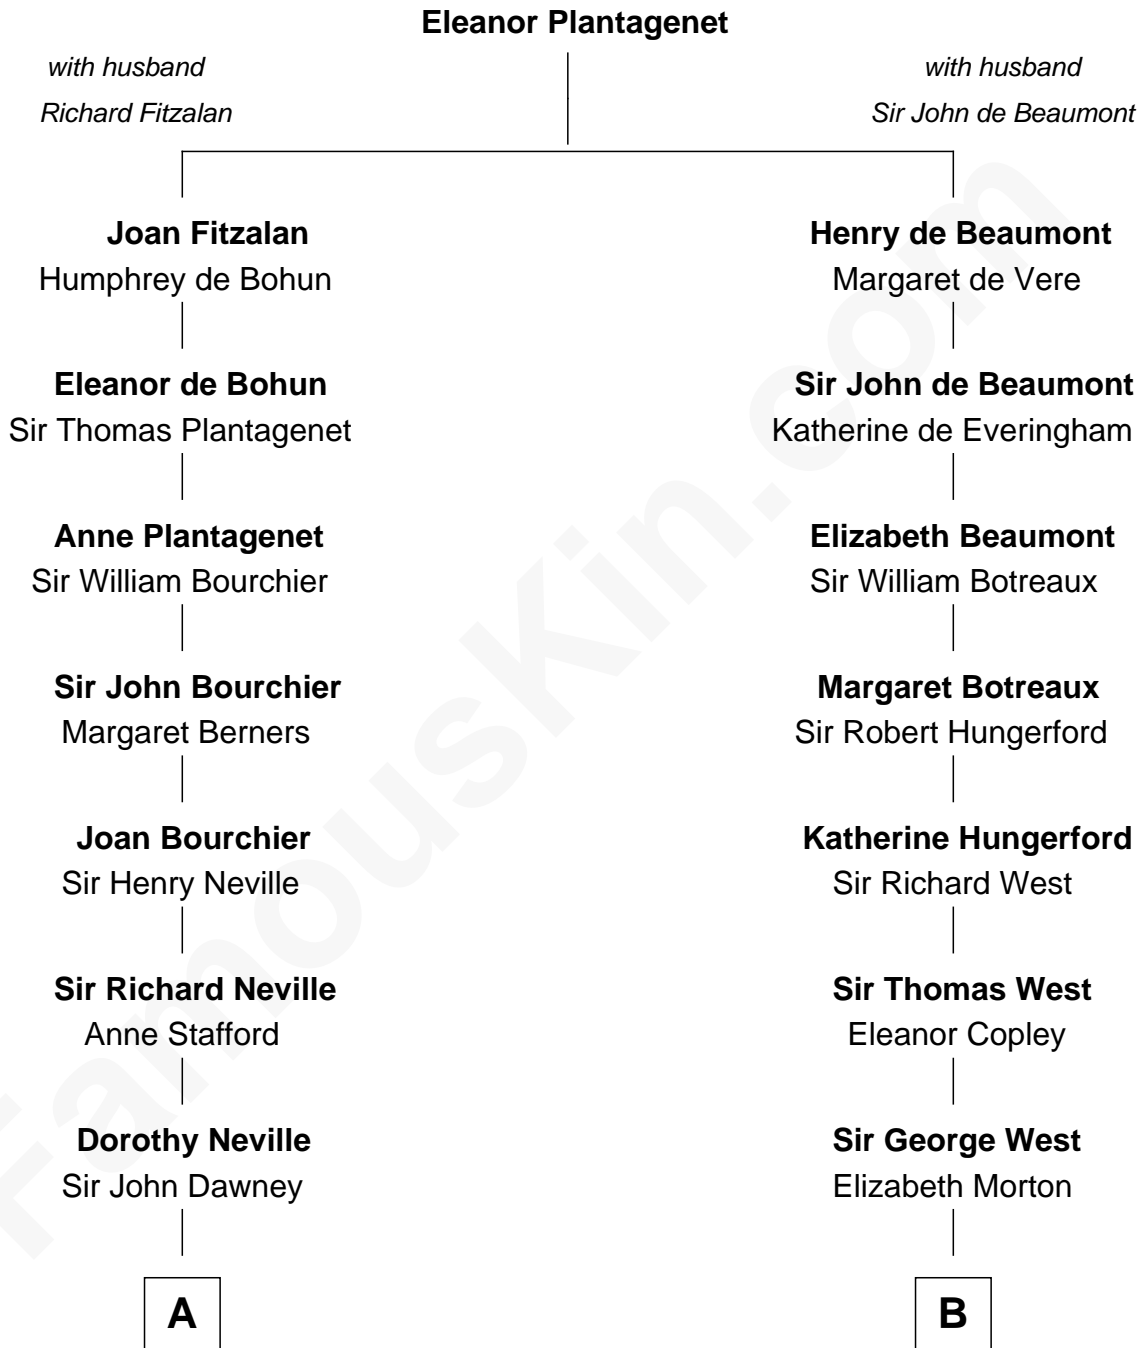 Eleanor Plantagenet
with husband
Richard Fitzalan
with husband
Sir John de Beaumont
Joan Fitzalan
Humphrey de Bohun
Henry de Beaumont
Margaret de Vere
Eleanor de Bohun
Sir Thomas Plantagenet
Sir John de Beaumont
Katherine de Everingham
Anne Plantagenet
Sir William Bourchier
Elizabeth Beaumont
Sir William Botreaux
Sir John Bourchier
Margaret Berners
Margaret Botreaux
Sir Robert Hungerford
Joan Bourchier
Sir Henry Neville
Katherine Hungerford
Sir Richard West
Sir Richard Neville
Anne Stafford
Sir Thomas West
Eleanor Copley
Dorothy Neville
Sir John Dawney
Sir George West
Elizabeth Morton
A
B
FamousKin.com